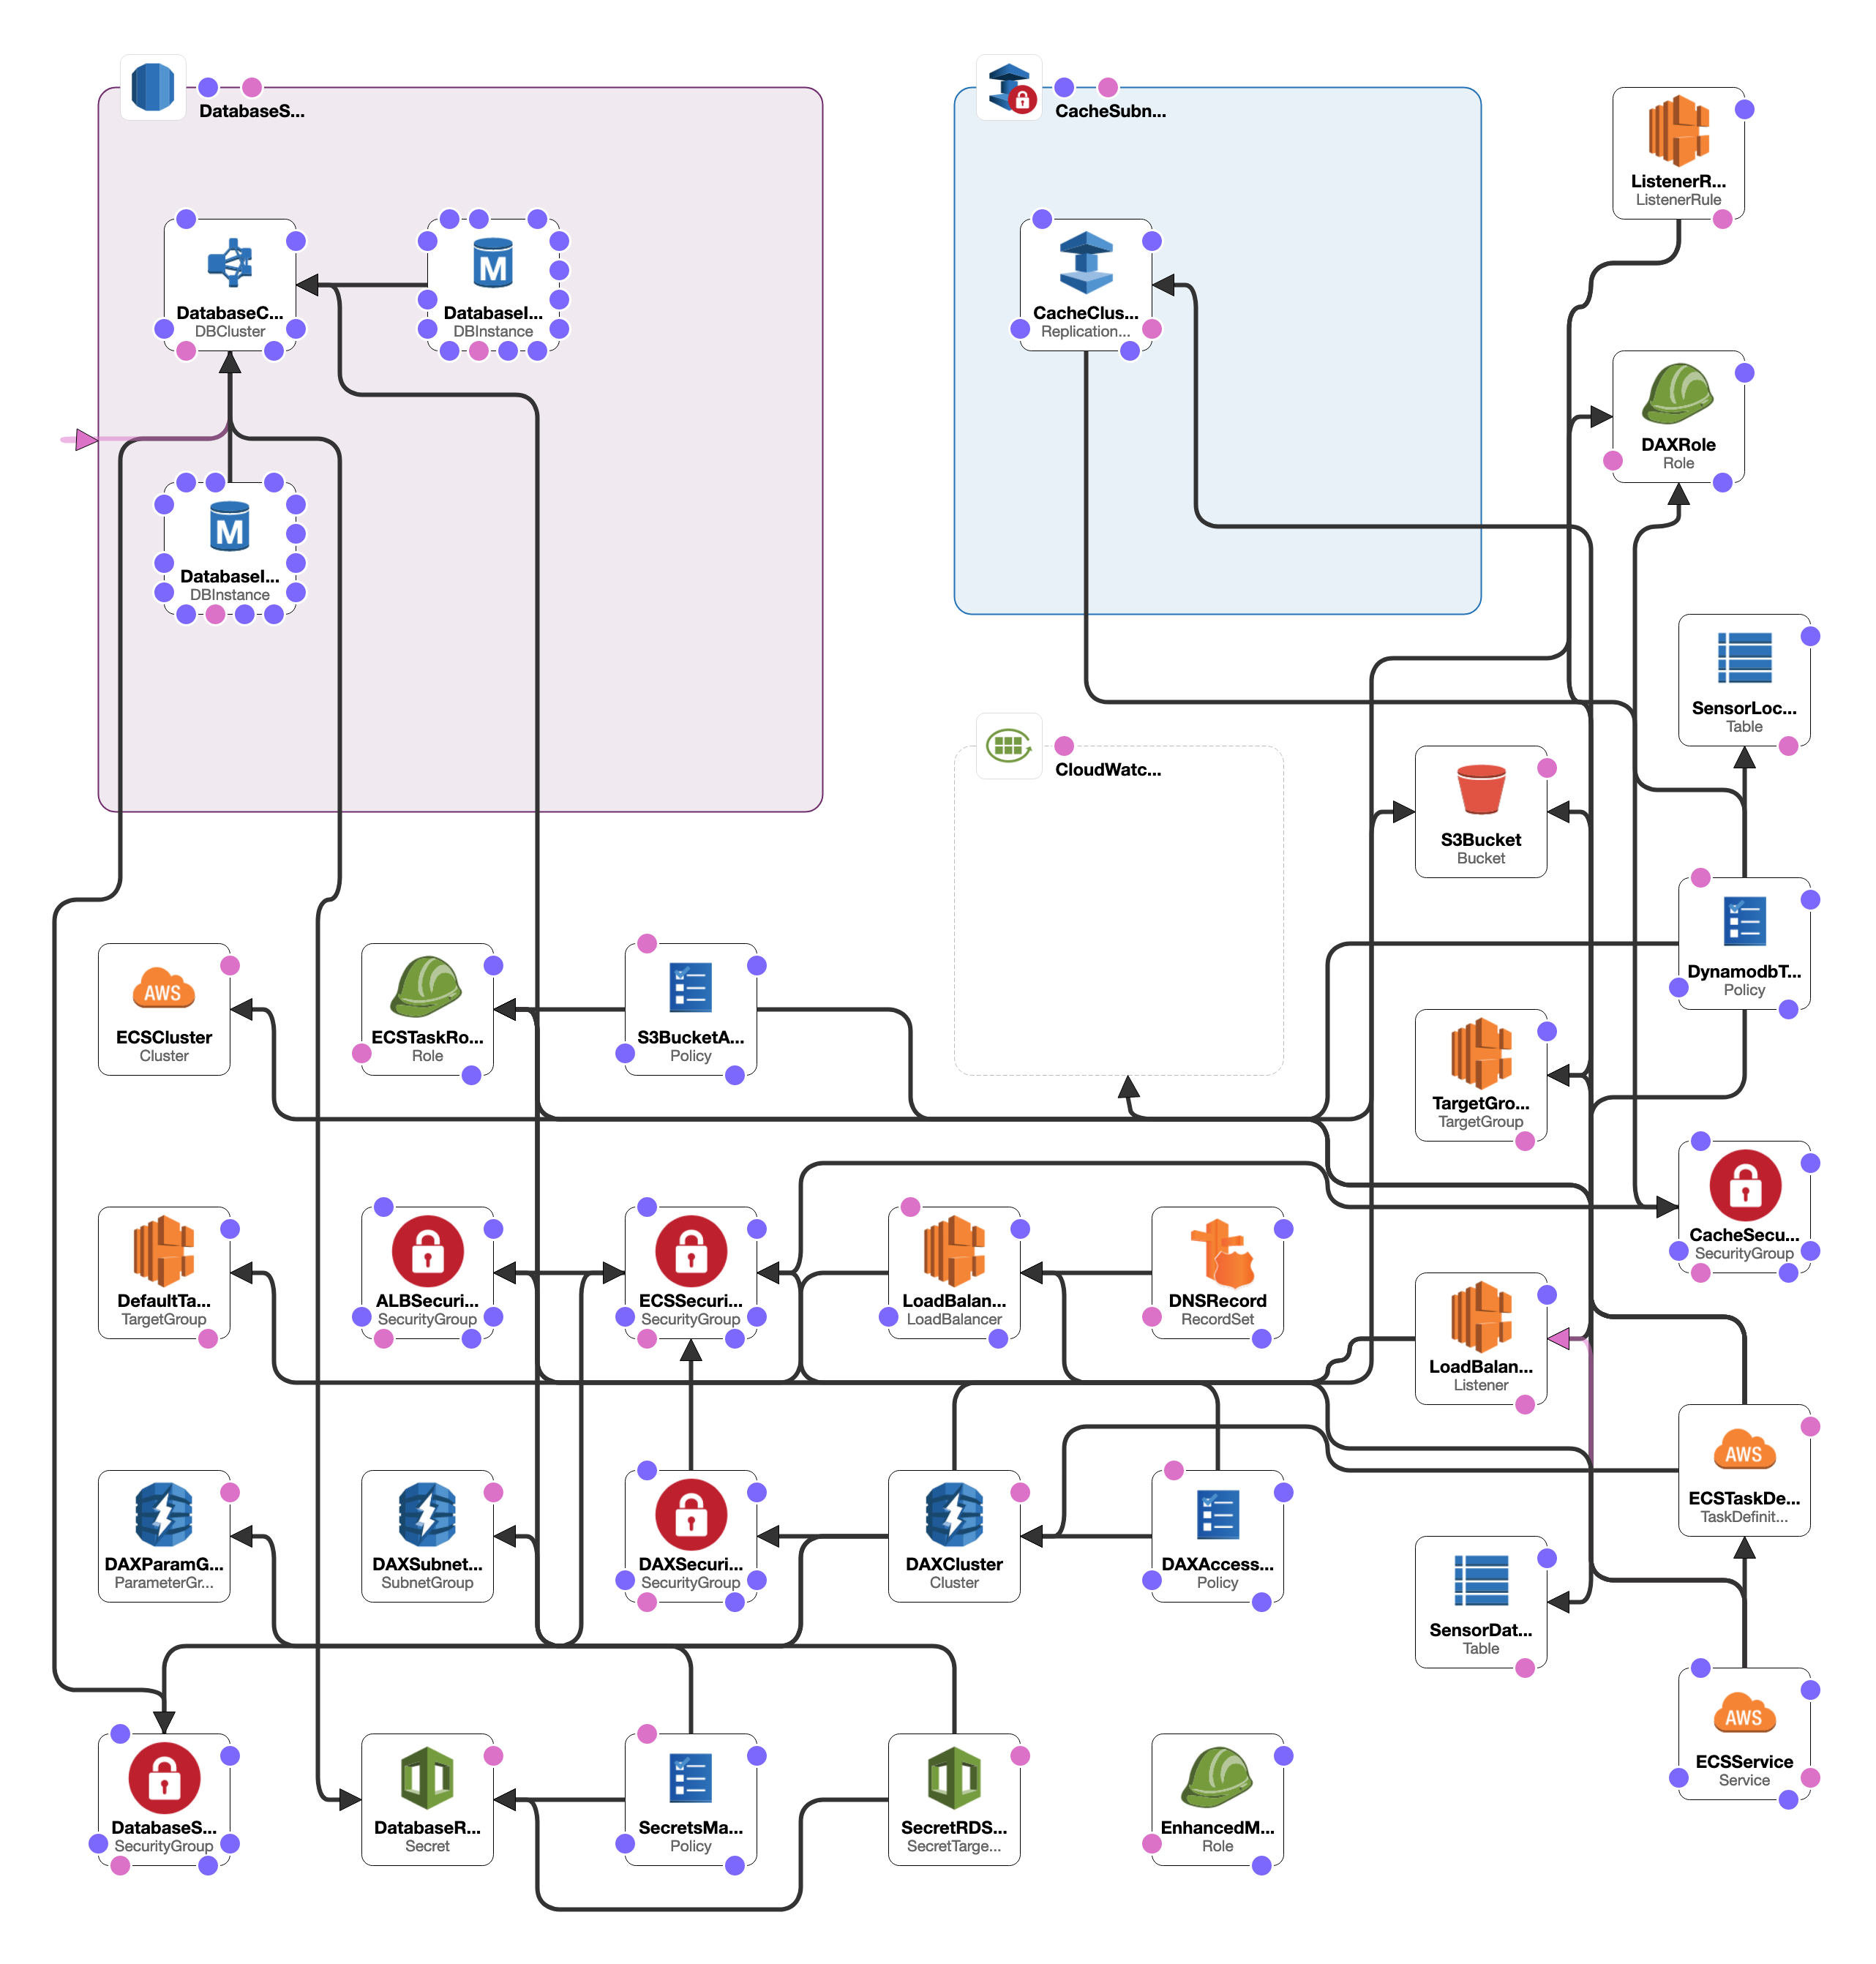 DatabaseS...
CacheSubn...
ListenerR...
ListenerRule
DatabaseC...
DBCluster
M
DatabaseI...
DBInstance
CacheClus...
Replication...
DAXRole
Role
M
DatabaseI...
DBInstance
SensorLoc...
Table
CloudWatc...
S3Bucket
Bucket
DynamodbT...
Policy
AWS
ECSCluster
Cluster
ECSTaskRo...
Role
S3BucketA...
Policy
TargetGro...
TargetGroup
CacheSecu...
SecurityGroup
DefaultTa...
TargetGroup
ALBSecuri...
SecurityGroup
ECSSecuri...
SecurityGroup
LoadBalan...
LoadBalancer
DNSRecord
RecordSet
LoadBalan...
Listener
AWS
ECSTaskDe...
TaskDefinit...
DAXParamG...
ParameterGr...
DAXSubnet...
SubnetGroup
DAXSecuri...
SecurityGroup
DAXCluster
Cluster
DAXAccess...
Policy
SensorDat...
Table
AWS
ECSService
Service
DatabaseS...
SecurityGroup
DatabaseR...
Secret
SecretsMa...
Policy
SecretRDS...
SecretTarge...
EnhancedM...
Role